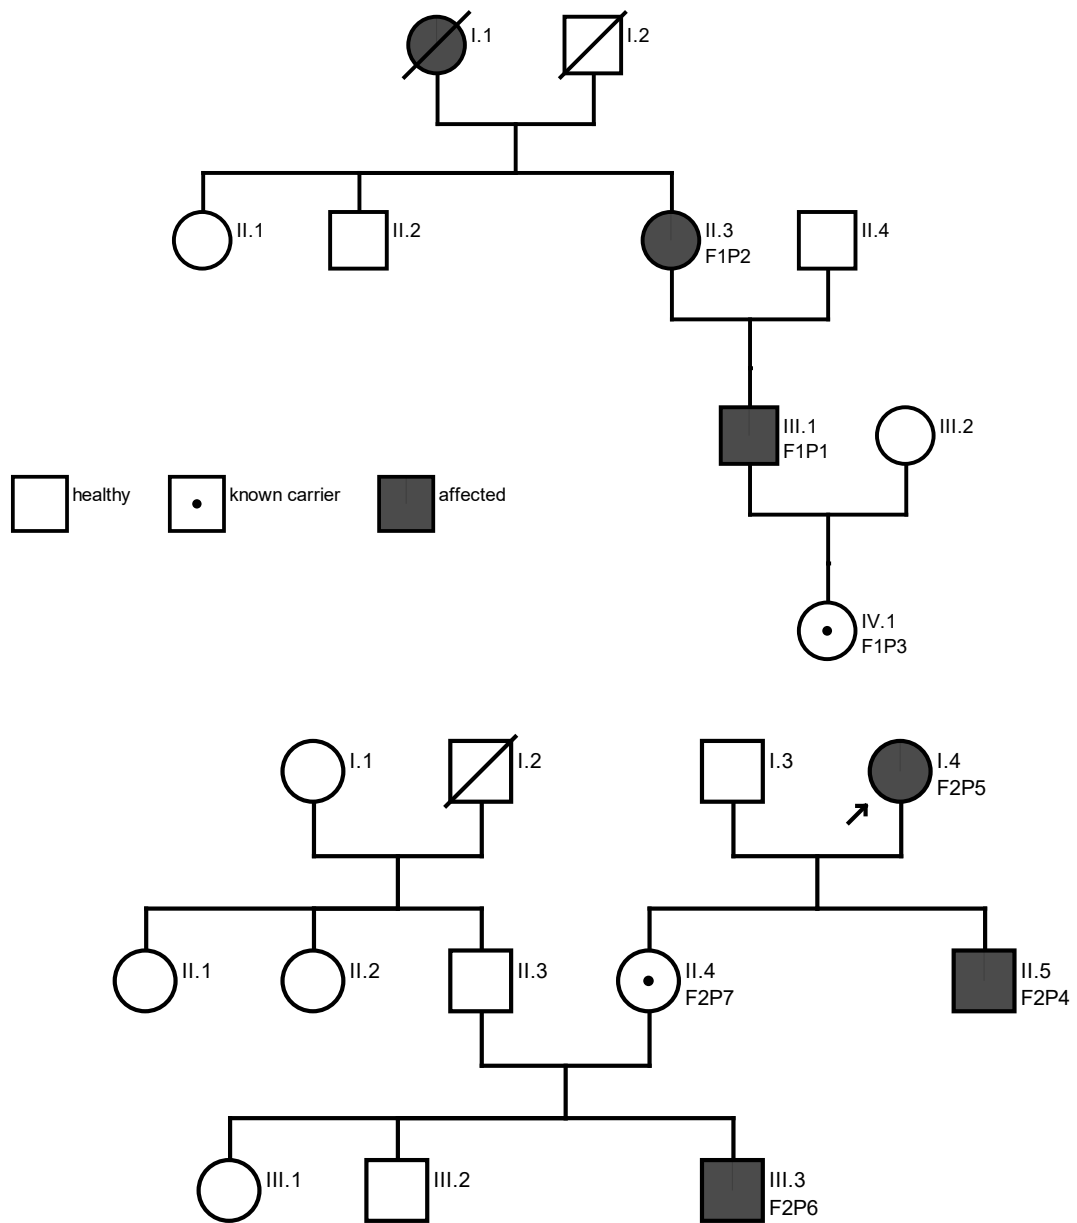 I.1
I.2
II.1
II.2
II.3
F1P2
II.4
III.1
F1P1
III.2
healthy
known carrier
affected
IV.1
F1P3
I.1
I.2
I.3
I.4
F2P5
II.1
II.2
II.3
II.4
F2P7
II.5
F2P4
III.1
III.2
III.3
F2P6